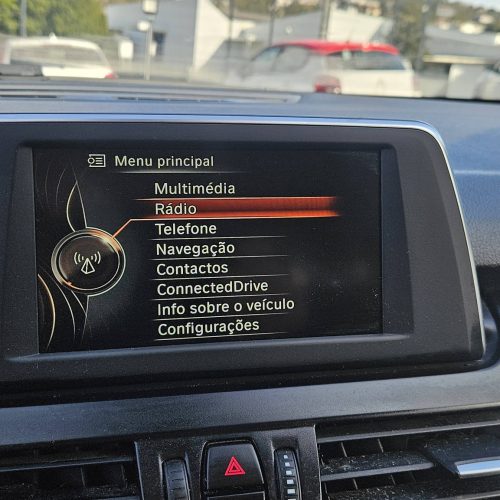 Menu principal
Multimédia
Rádio
Telefone
Navegação
Contactos
ConnectedDrive
Info sobre o veículo
Configurações